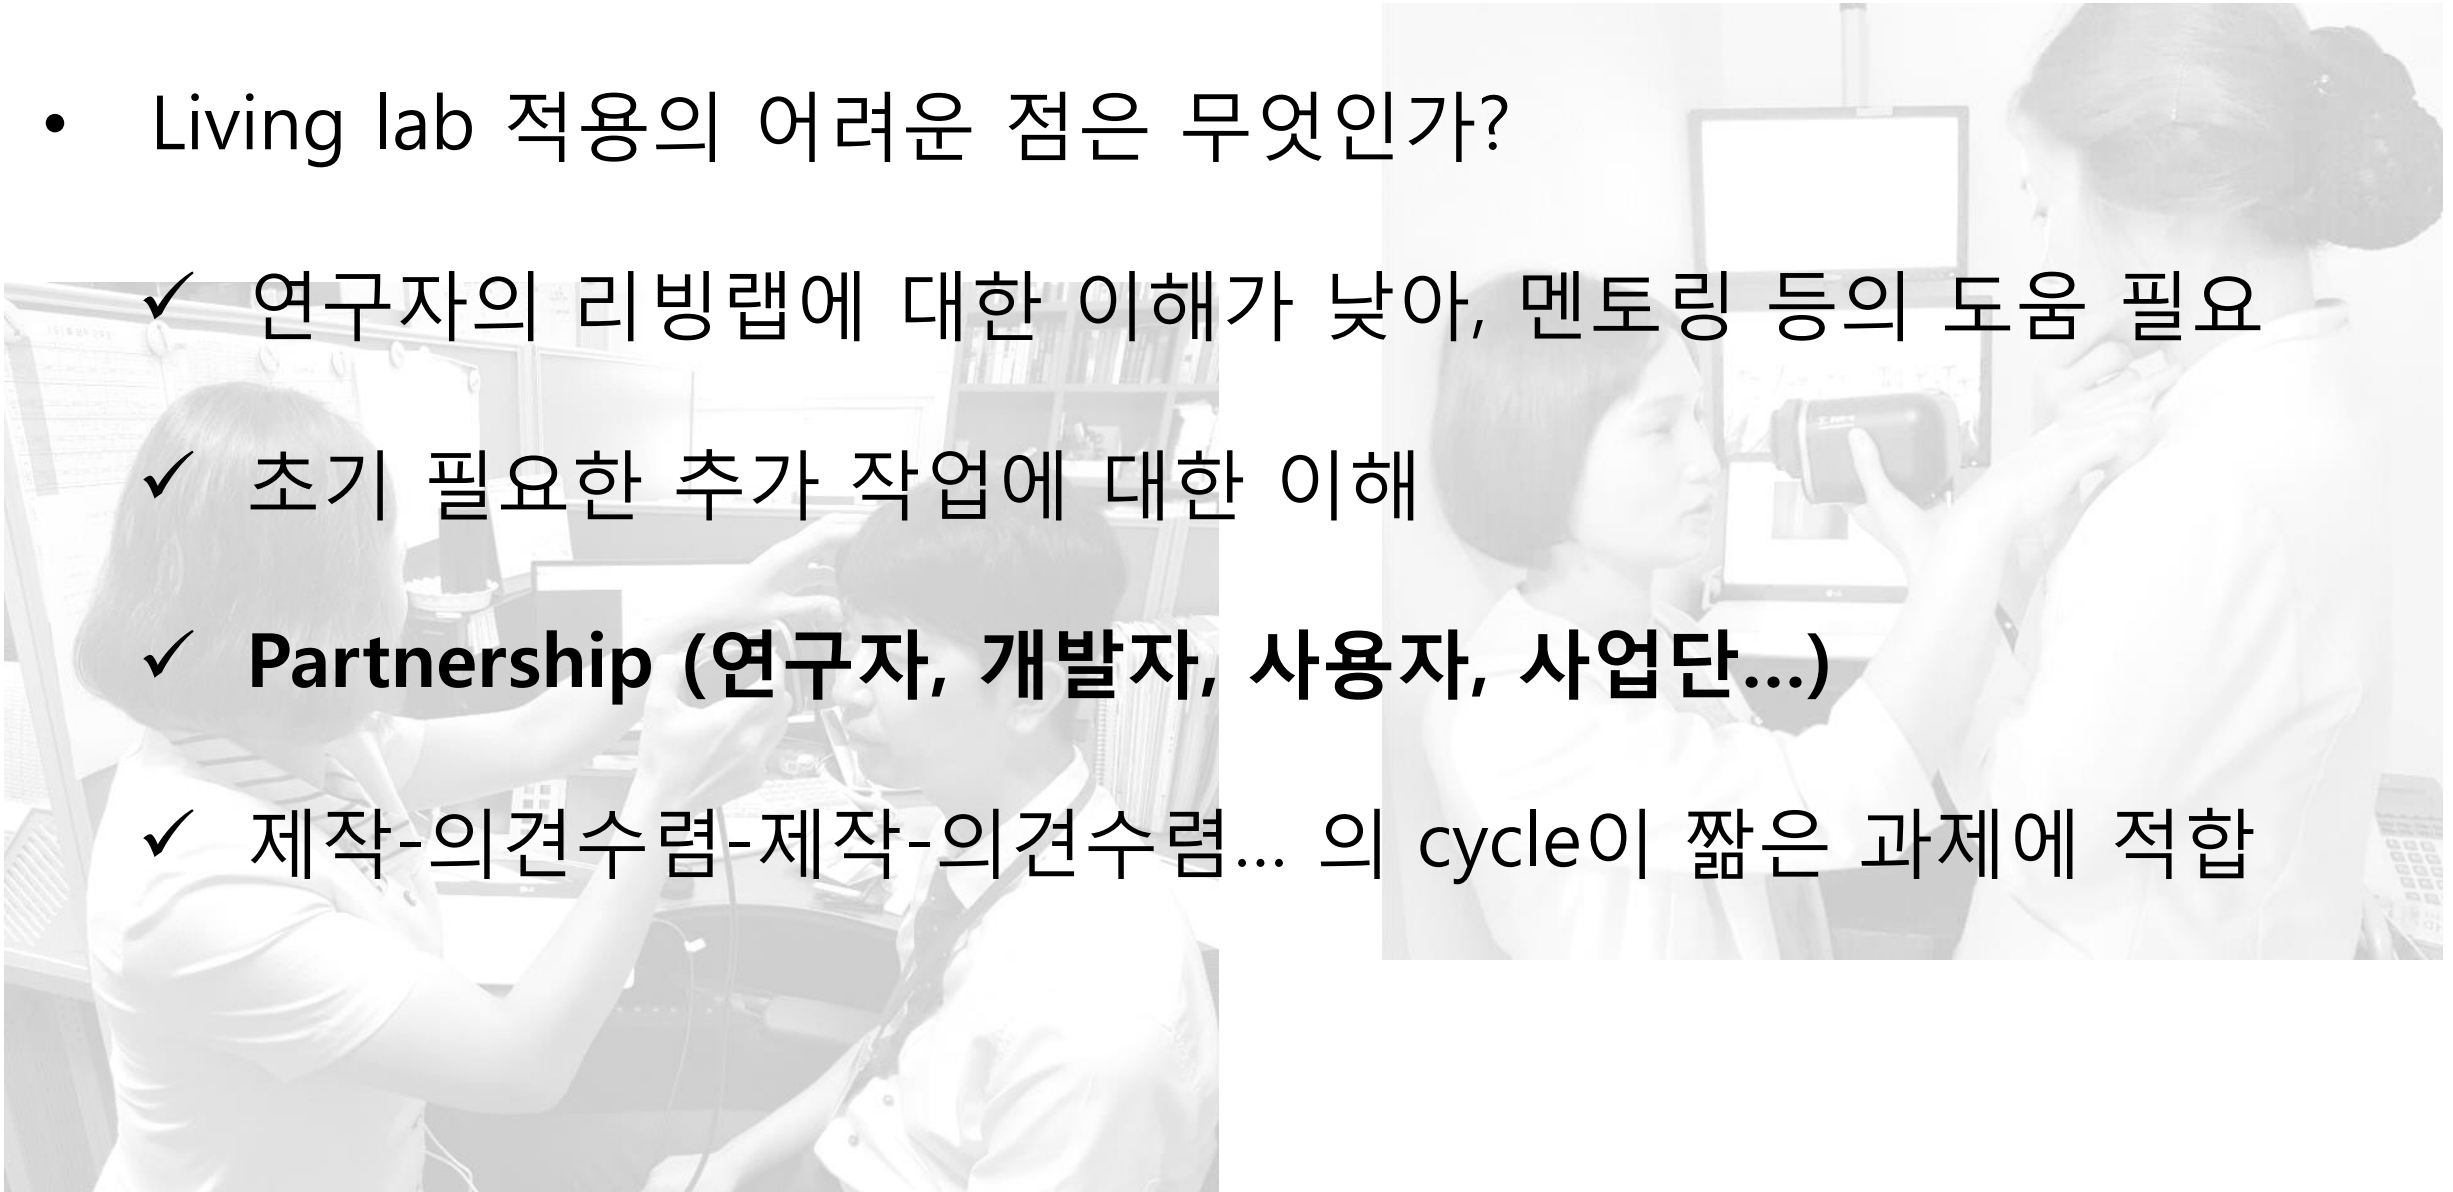 • Living lab 적용의 어려운 점은 무엇인가?
✓ 연구자의 리빙랩에 대한 이해가 낮아, 멘토링 등의 도움 필요
✓ 초기 필요한 추가 작업에 대한 이해
✓ Partnership (연구자, 개발자, 사용자, 사업단...)
✓ 제작-의견수렴-제작-의견수렴... 의 cycle이 짧은 과제에 적합